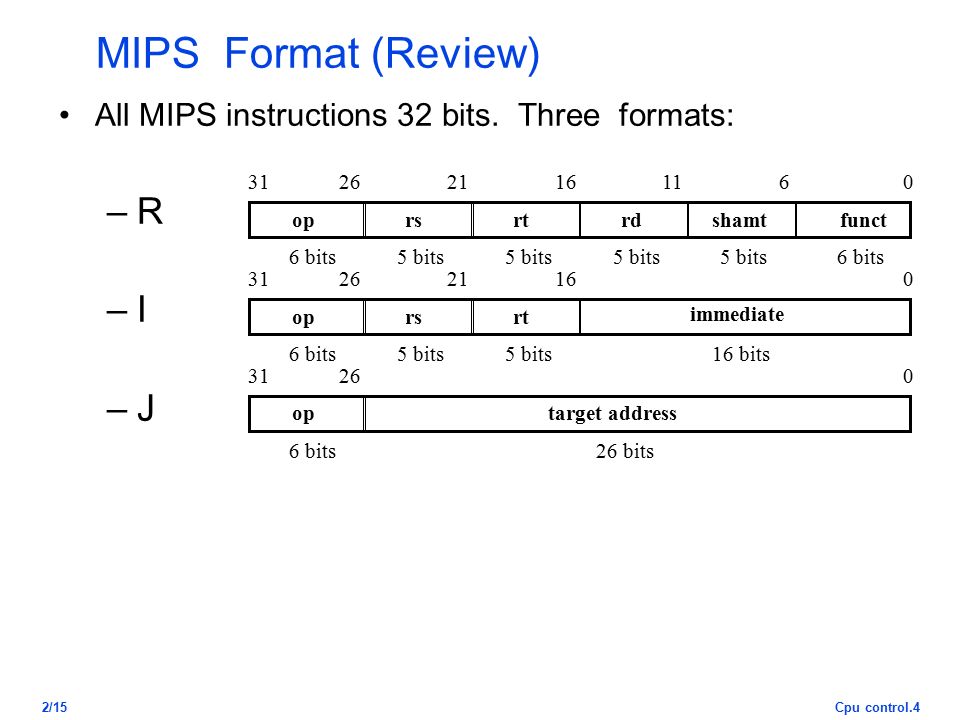 MIPS Format (Review)
• All MIPS instructions 32 bits. Three formats:
31 26 21 16 11 6 0
– R
op rs rt rd shamt funct
6 bits 5 bits 5 bits 5 bits 5 bits 6 bits
31 26 21 16 0
– I
op rs rt immediate
6 bits 5 bits 5 bits 16 bits
31 26 0
– J
op target address
6 bits 26 bits
2/15 Cpu control.4